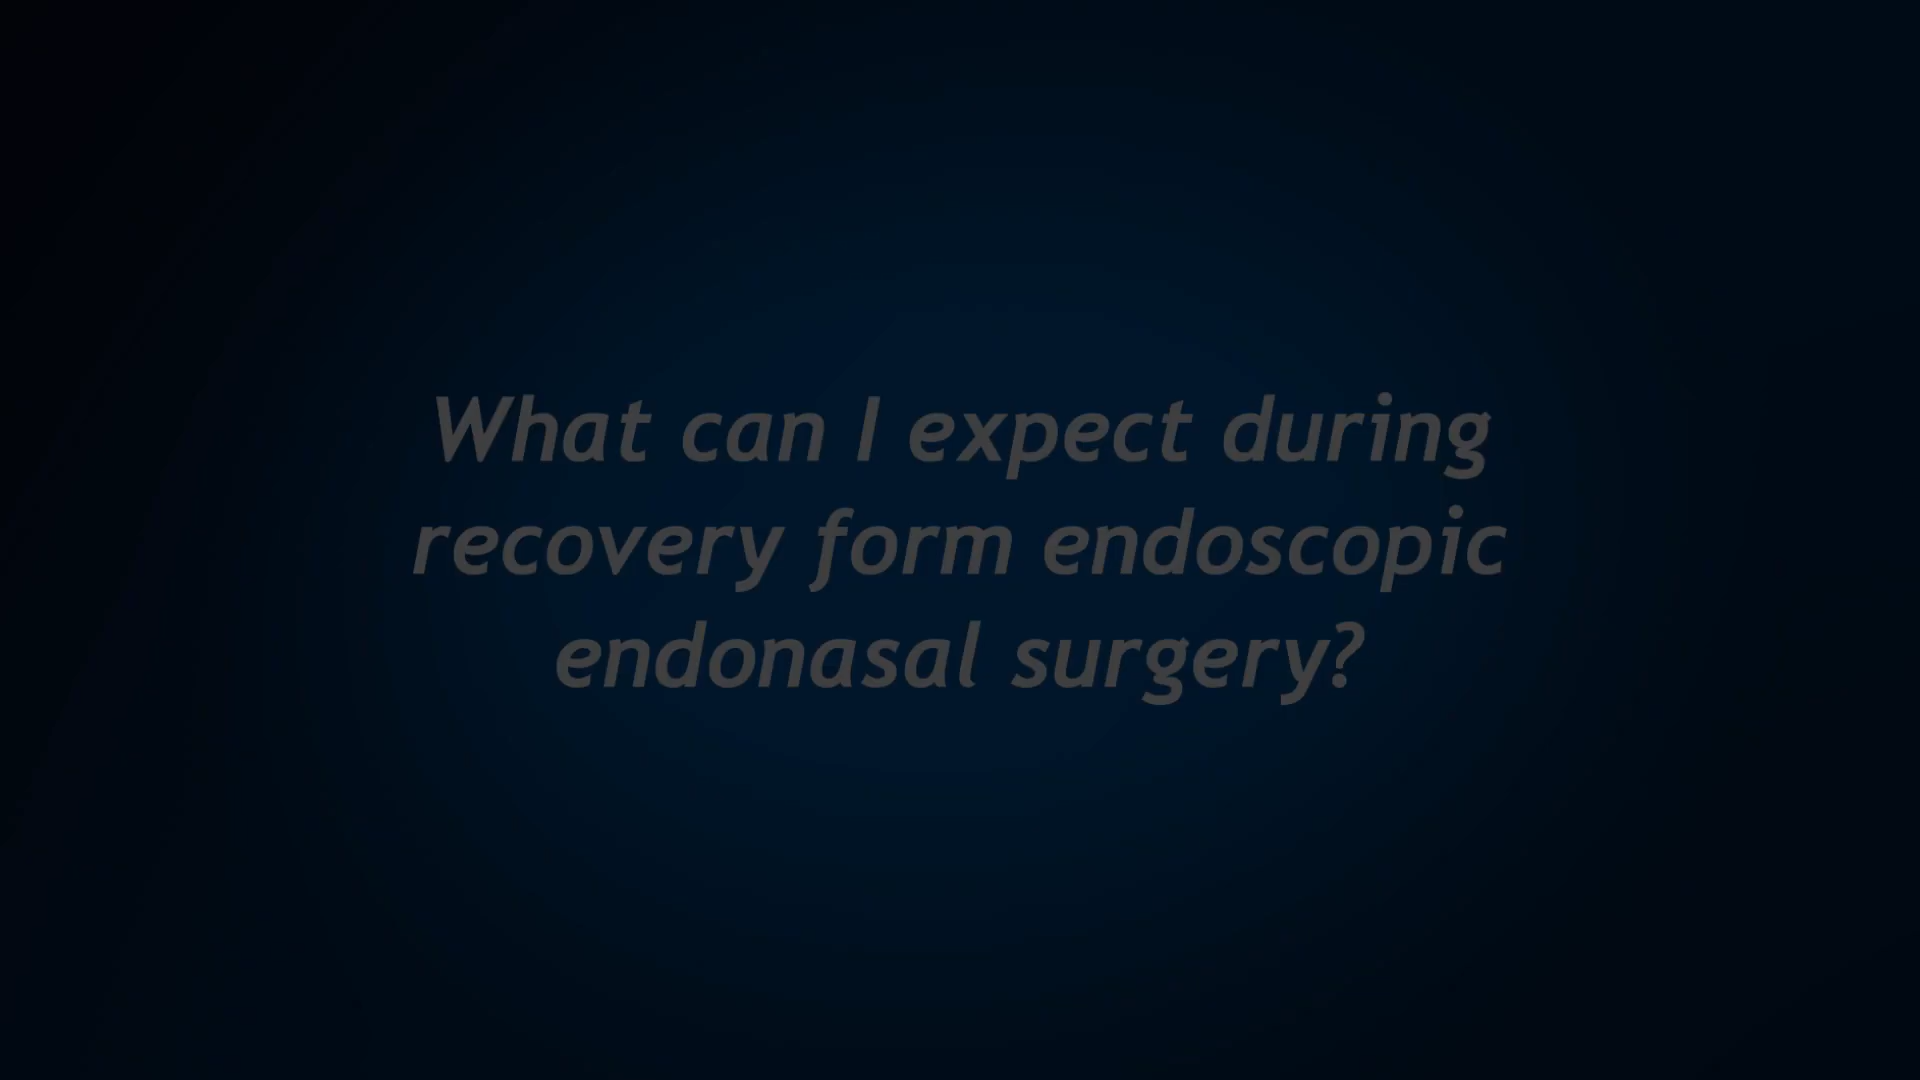 What can I expect during
recovery form endoscopic
endonasal surgery?